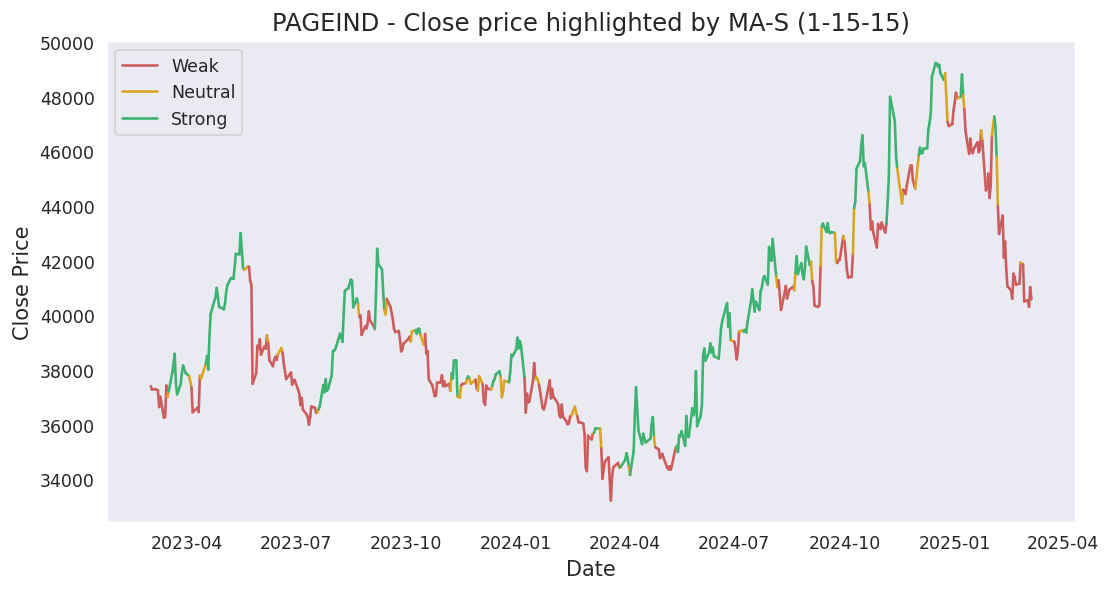 PAGEIND - Close price highlighted by MA-S (1-15-15)
Weak
Neutral
Strong
Close Price
50000
48000
46000
44000
42000
40000
38000
36000
34000
2023-04 2023-07 2023-10 2024-01 2024-04 2024-07 2024-10 2025-01 2025-04
Date